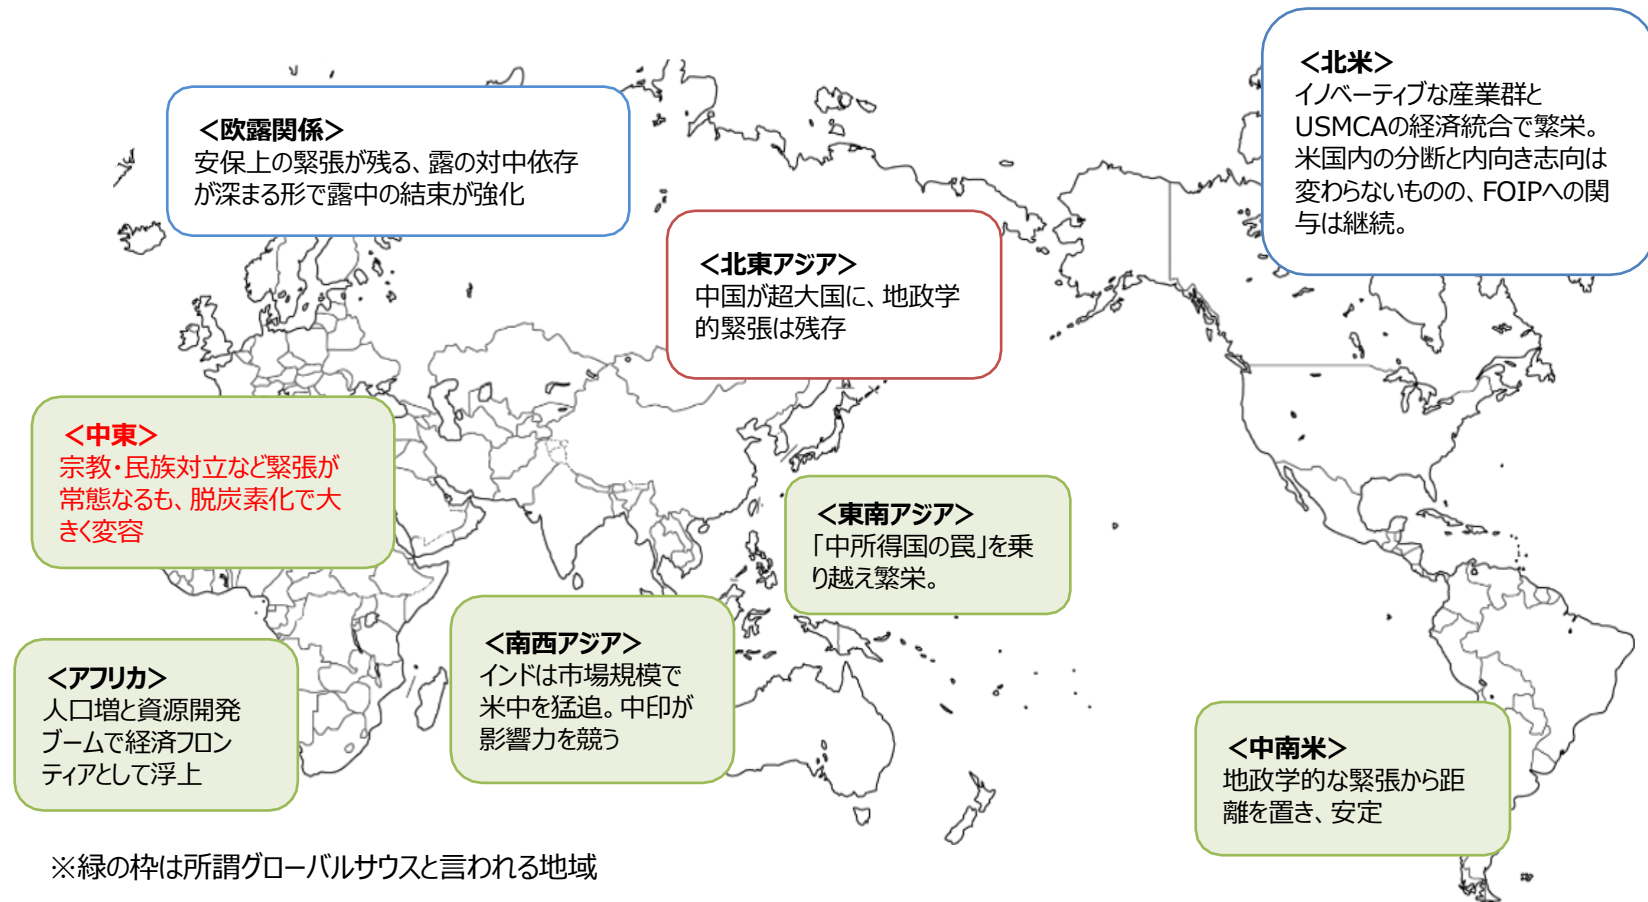 ＜欧露関係＞
安保上の緊張が残る、露の対中依存
が深まる形で露中の結束が強化
＜北米＞
イノベーティブな産業群と
USMCAの経済統合で繁栄。
米国内の分断と内向き志向は
変わらないものの、FOIPへの関
与は継続。
＜北東アジア＞
中国が超大国に、地政学
的緊張は残存
＜中東＞
宗教・民族対立など緊張が
常態なるも、脱炭素化で大
きく変容
＜東南アジア＞
「中所得国の罠」を乗
り越え繁栄。
＜南西アジア＞
インドは市場規模で
米中を猛追。中印が
影響力を競う
＜アフリカ＞
人口増と資源開発
ブームで経済フロン
ティアとして浮上
＜中南米＞
地政学的な緊張から距
離を置き、安定
※緑の枠は所謂グローバルサウスと言われる地域